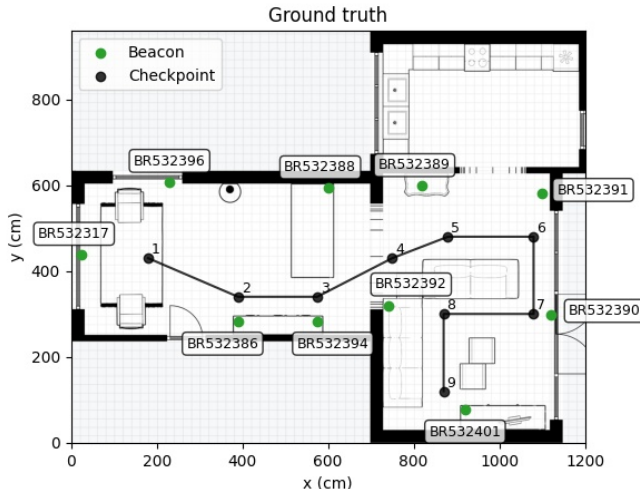 Ground truth
Beacon
Checkpoint
800
600
400
200
0
y (cm)
BR532396
BR532388
BR532389
BR532391
BR532317
1
2
3
4
5
6
BR532392
BR532390
7
8
BR532386
BR532394
9
BR532401
0
200
400
600
800
1000
1200
x (cm)